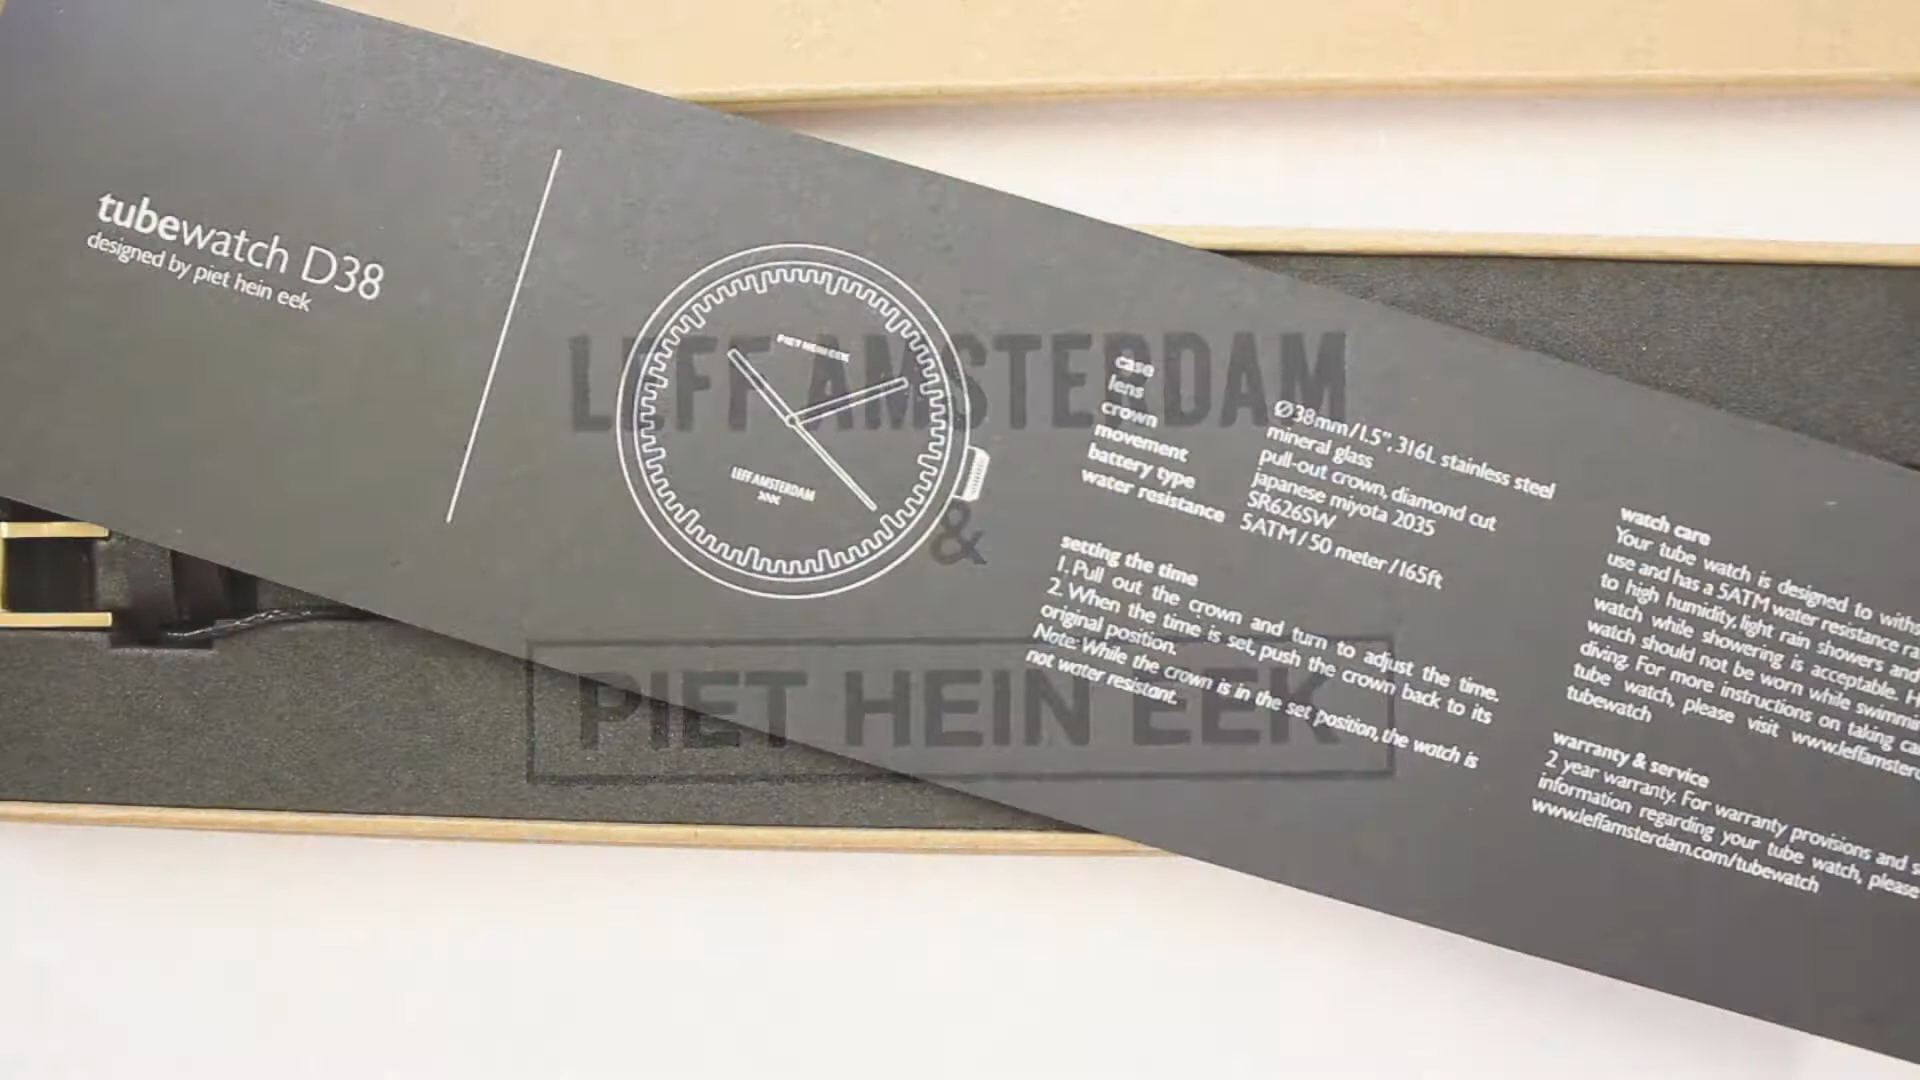 tubewatch D38
designed by piet hein eek
PIET HEIN EEK
LEFF AMSTERDAM
XXX
LEFF AMSTERDAM
&
PIET HEIN EEK
case
lens
crown
movement
battery type
water resistance
Ø38mm/1.5", 316L stainless steel
mineral glass
pull-out crown, diamond cut
japanese miyota 2035
SR626SW
5ATM / 50 meter / 165ft
setting the time
1. Pull out the crown and turn to adjust the time.
2. When the time is set, push the crown back to its
original position.
Note: While the crown is in the set position, the watch is
not water resistant.
watch care
Your tube watch is designed to
use and has a 5ATM water resistance
to high humidity, light rain showers and
watch while showering is acceptable.
watch should not be worn while
diving. For more instructions on taking
tube watch, please visit
tubewatch
warranty & service
2 year warranty. For warranty provisions and
information regarding your tube watch, please
www.leffamsterdam.com/tubewatch